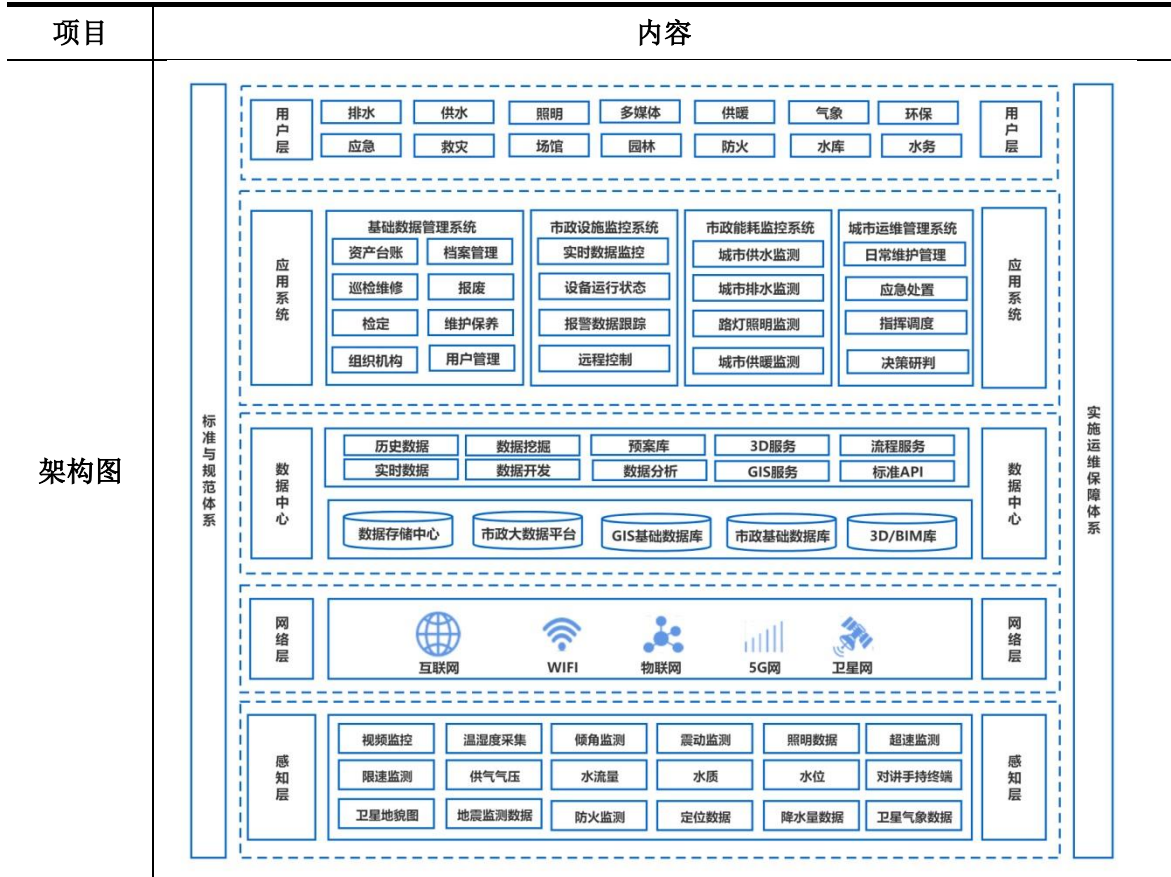 项目 内容
架构图
标准与规范体系
用户层 排水 供水 照明 多媒体 供暖 气象 环保 用户层
应急 救灾 场馆 园林 防火 水库 水务
应用系统
基础数据管理系统
资产台账 档案管理
巡检维修 报废
检定 维护保养
组织机构 用户管理
市政设施监控系统
实时数据监控
设备运行状态
报警数据跟踪
远程控制
市政能耗监控系统
城市供水监测
城市排水监测
路灯照明监测
城市供暖监测
城市运维管理系统
日常维护管理
应急处置
指挥调度
决策研判
应用系统
数据中心
历史数据 数据挖掘 预案库 3D服务 流程服务
实时数据 数据开发 数据分析 GIS服务 标准API
数据存储中心 市政大数据平台 GIS基础数据库 市政基础数据库 3D/BIM库
数据中心
网络层
互联网 WIFI 物联网 5G网 卫星网
网络层
感知层
视频监控 温湿度采集 倾角监测 震动监测 照明数据 超速监测
限速监测 供气气压 水流量 水质 水位 对讲手持终端
卫星地貌图 地震监测数据 防火监测 定位数据 降水量数据 卫星气象数据
感知层
实施运维保障体系